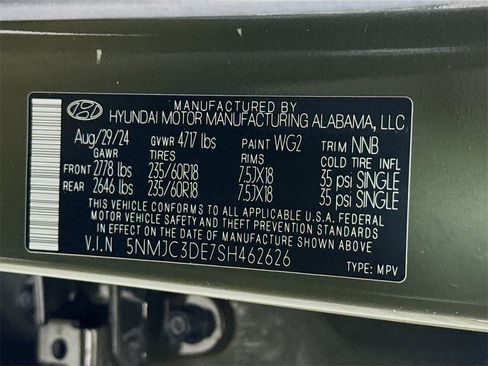 MANUFACTURED BY
HYUNDAI MOTOR MANUFACTURING ALABAMA, LLC
Aug/29/24 GVWR 4717 lbs PAINT WG2 TRIM NNB
GAWR TIRES RIMS COLD TIRE INFL
FRONT 2778 lbs 235/60R18 7.5JX18 35 psi SINGLE
REAR 2646 lbs 235/60R18 7.5JX18 35 psi SINGLE
THIS VEHICLE CONFORMS TO ALL APPLICABLE U.S.A. FEDERAL
MOTOR VEHICLE SAFETY AND THEFT PREVENTION STANDARDS
IN EFFECT ON THE DATE OF MANUFACTURE SHOWN ABOVE.
V.I.N 5NMJC3DE7SH462626
TYPE: MPV